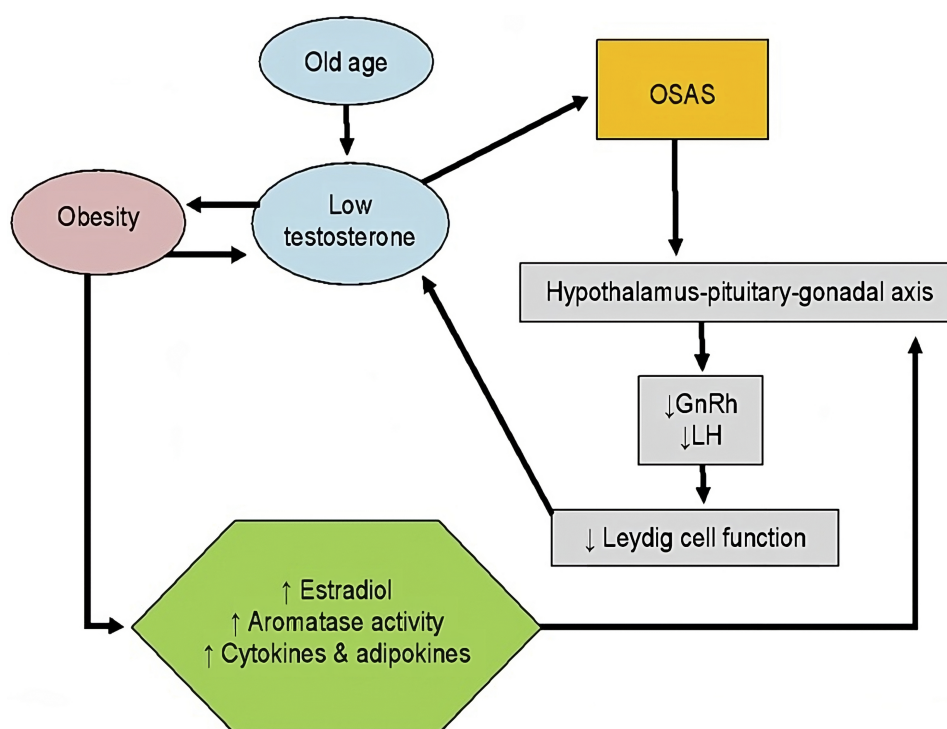 Old age
OSAS
Low
testosterone
Obesity
Hypothalamus-pituitary-gonadal axis
↓GnRh
↓LH
↓ Leydig cell function
↑ Estradiol
↑ Aromatase activity
↑ Cytokines & adipokines